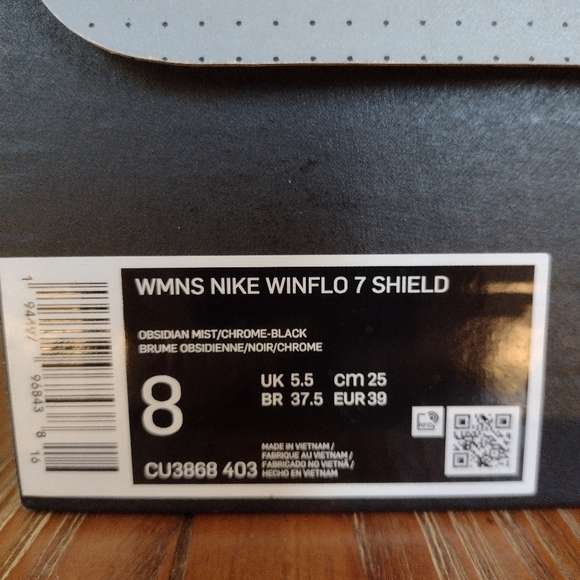 WMNS NIKE WINFLO 7 SHIELD
OBSIDIAN MIST/CHROME-BLACK
BRUME OBSIDIENNE/NOIR/CHROME
8
UK 5.5 cm 25
BR 37.5 EUR 39
CU3868 403
MADE IN VIETNAM /
FABRIQUE AU VIETNAM /
FABRICADO NO VIETNÃ /
HECHO EN VIETNAM